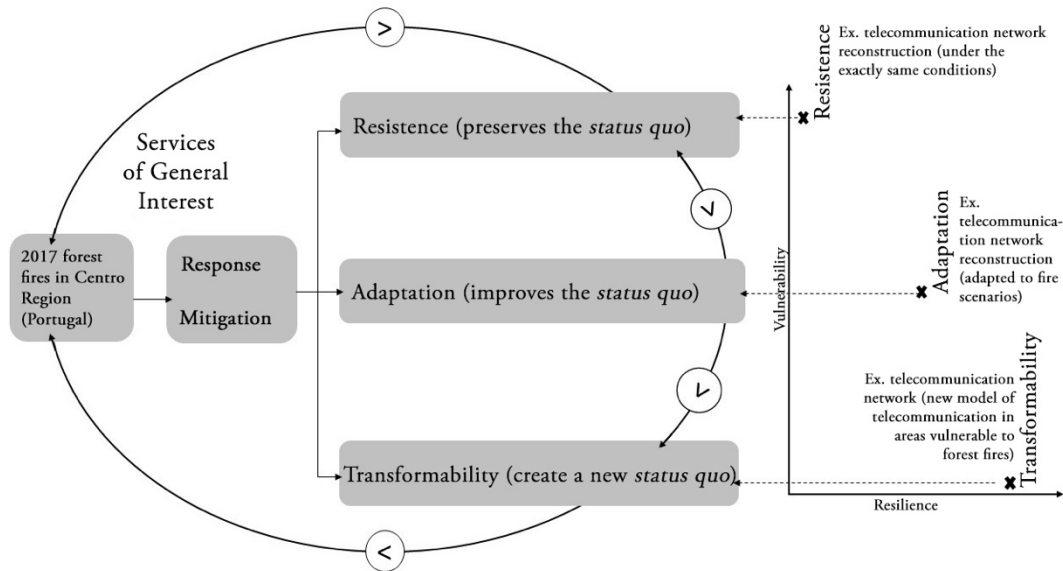 >
Services
of General
Interest
2017 forest
fires in Centro
Region
(Portugal)
Response
Mitigation
Resistence (preserves the status quo)
>
Adaptation (improves the status quo)
>
Transformability (create a new status quo)
<
Vulnerability
Resilience
Resistence
Ex. telecommunication network
reconstruction (under the
exactly same conditions)
Adaptation
Ex.
telecommunica-
tion network
reconstruction
(adapted to fire
scenarios)
Transformability
Ex. telecommunication
network (new model of
telecommunication in
areas vulnerable to
forest fires)